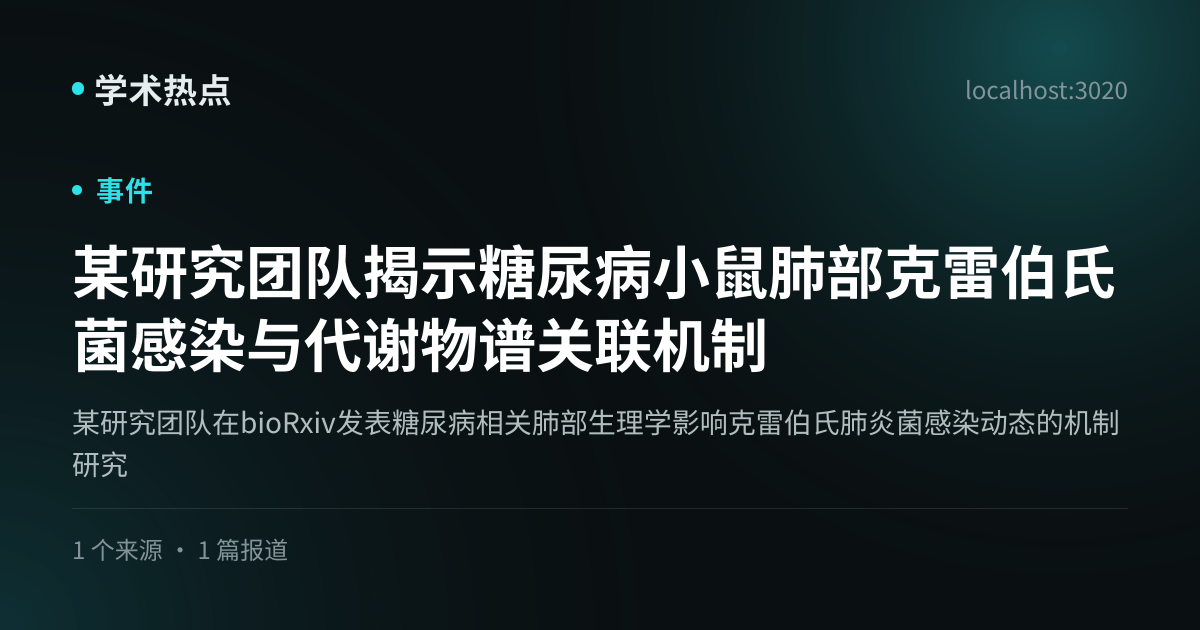 学术热点
localhost:3020
事件
某研究团队揭示糖尿病小鼠肺部克雷伯氏
菌感染与代谢物谱关联机制
某研究团队在bioRxiv发表糖尿病相关肺部生理学影响克雷伯氏肺炎菌感染动态的机制
研究
1 个来源 · 1 篇报道